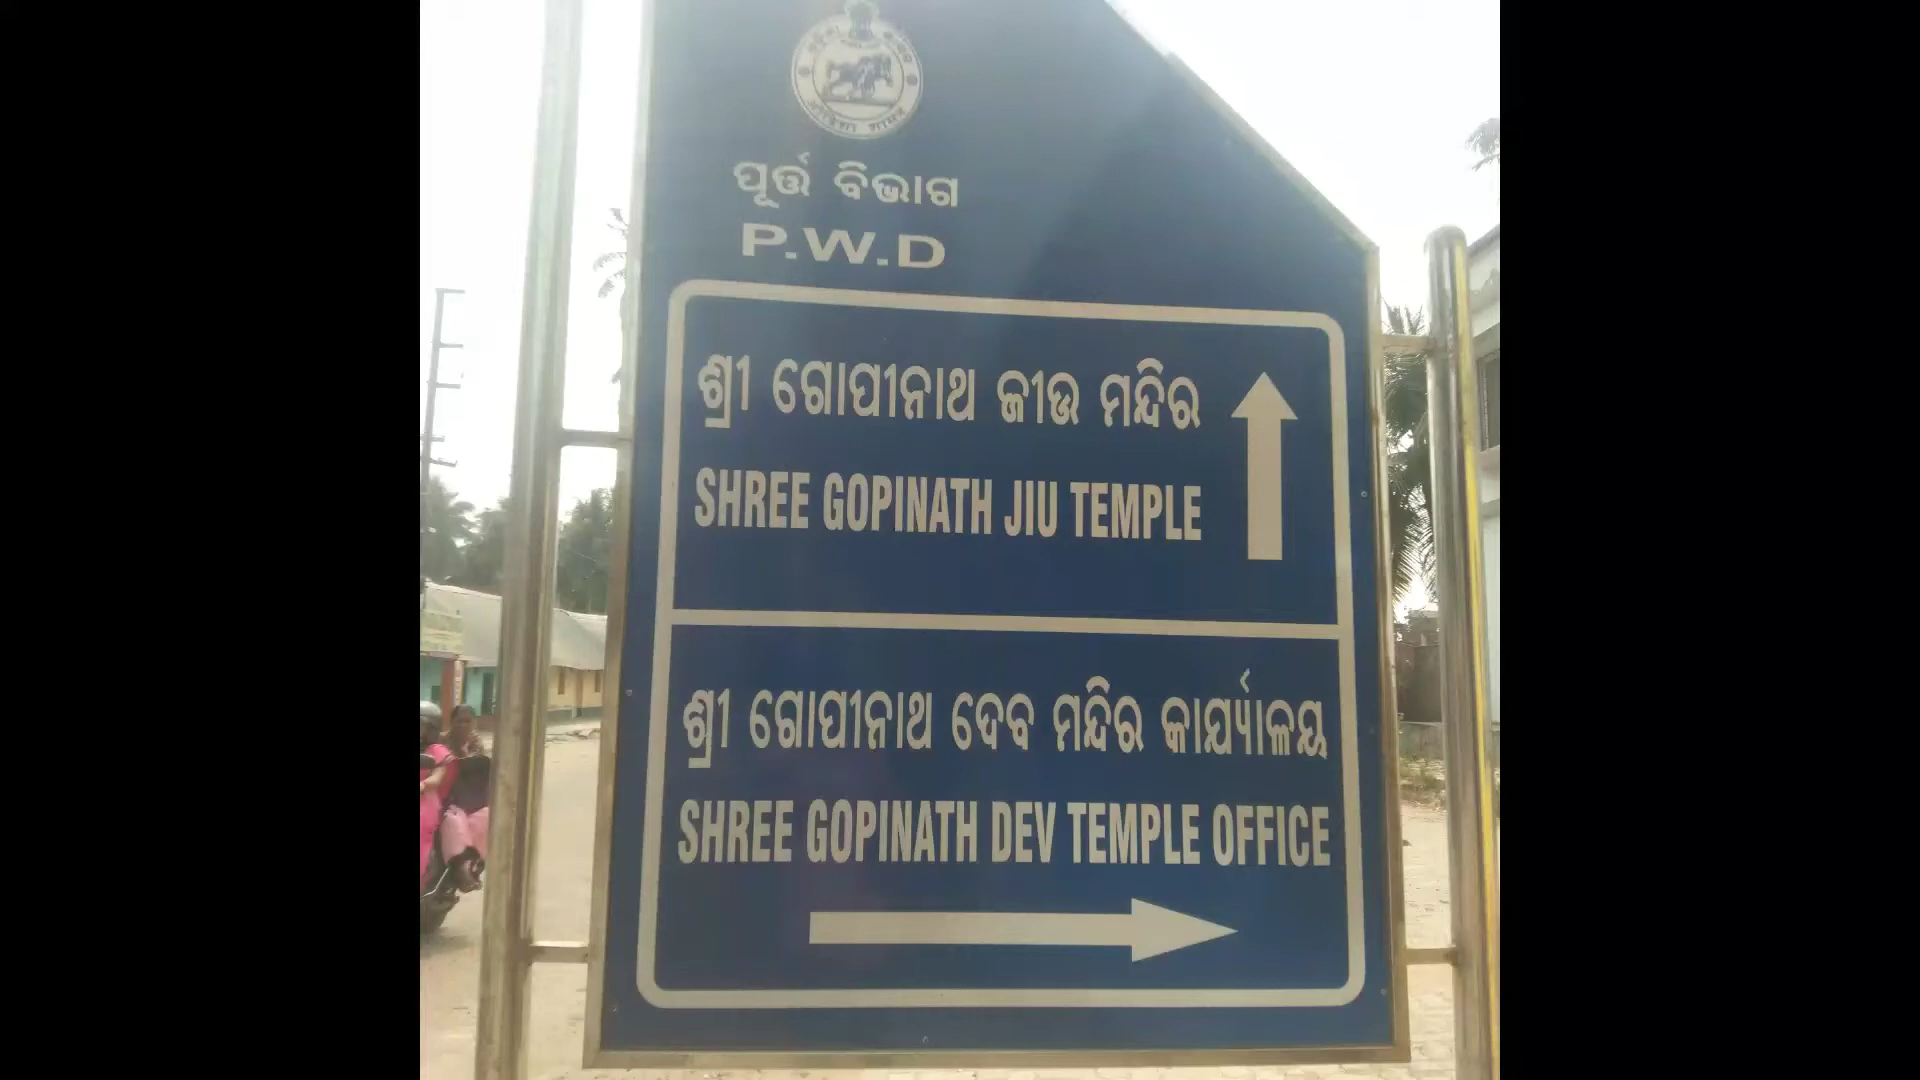 ପୂର୍ତ୍ତ ବିଭାଗ
P.W.D
ଶ୍ରୀ ଗୋପୀନାଥ ଜୀଉ ମନ୍ଦିର
SHREE GOPINATH JIU TEMPLE
ଶ୍ରୀ ଗୋପୀନାଥ ଦେବ ମନ୍ଦିର କାର୍ଯ୍ୟାଳୟ
SHREE GOPINATH DEV TEMPLE OFFICE